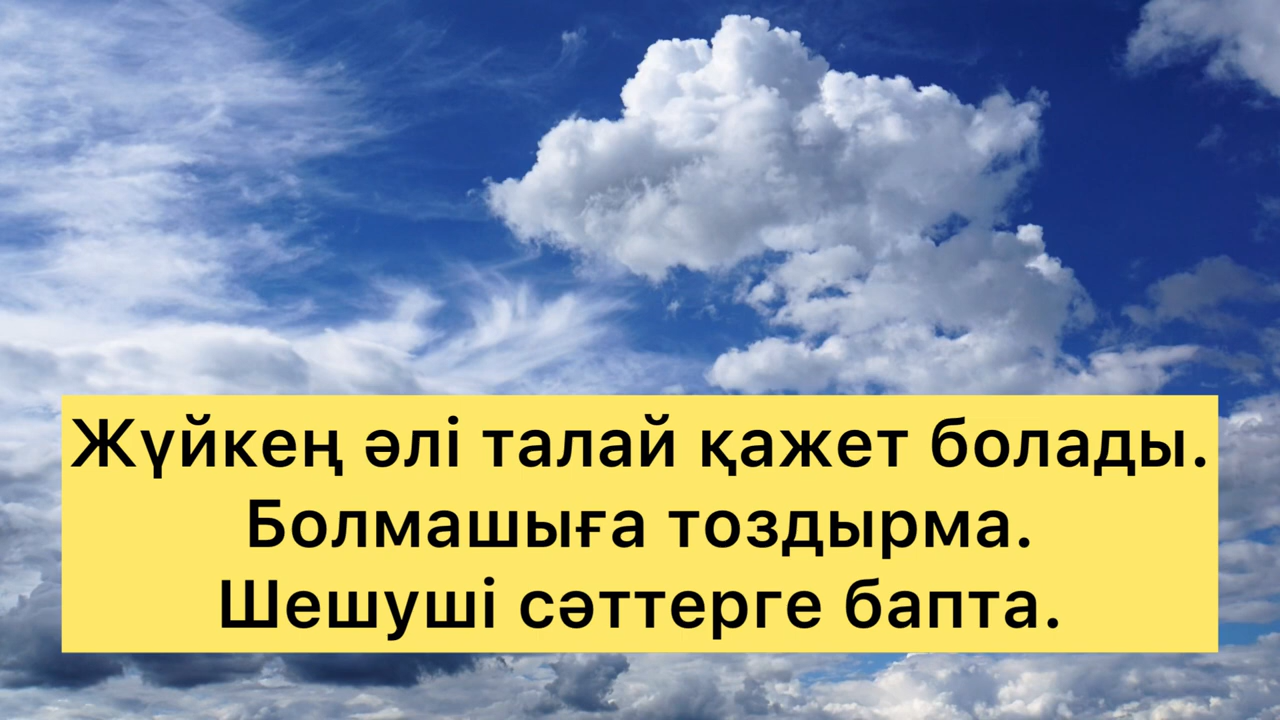 Жүйкең әлі талай қажет болады.
Болмашыға тоздырма.
Шешуші сәттерге бапта.